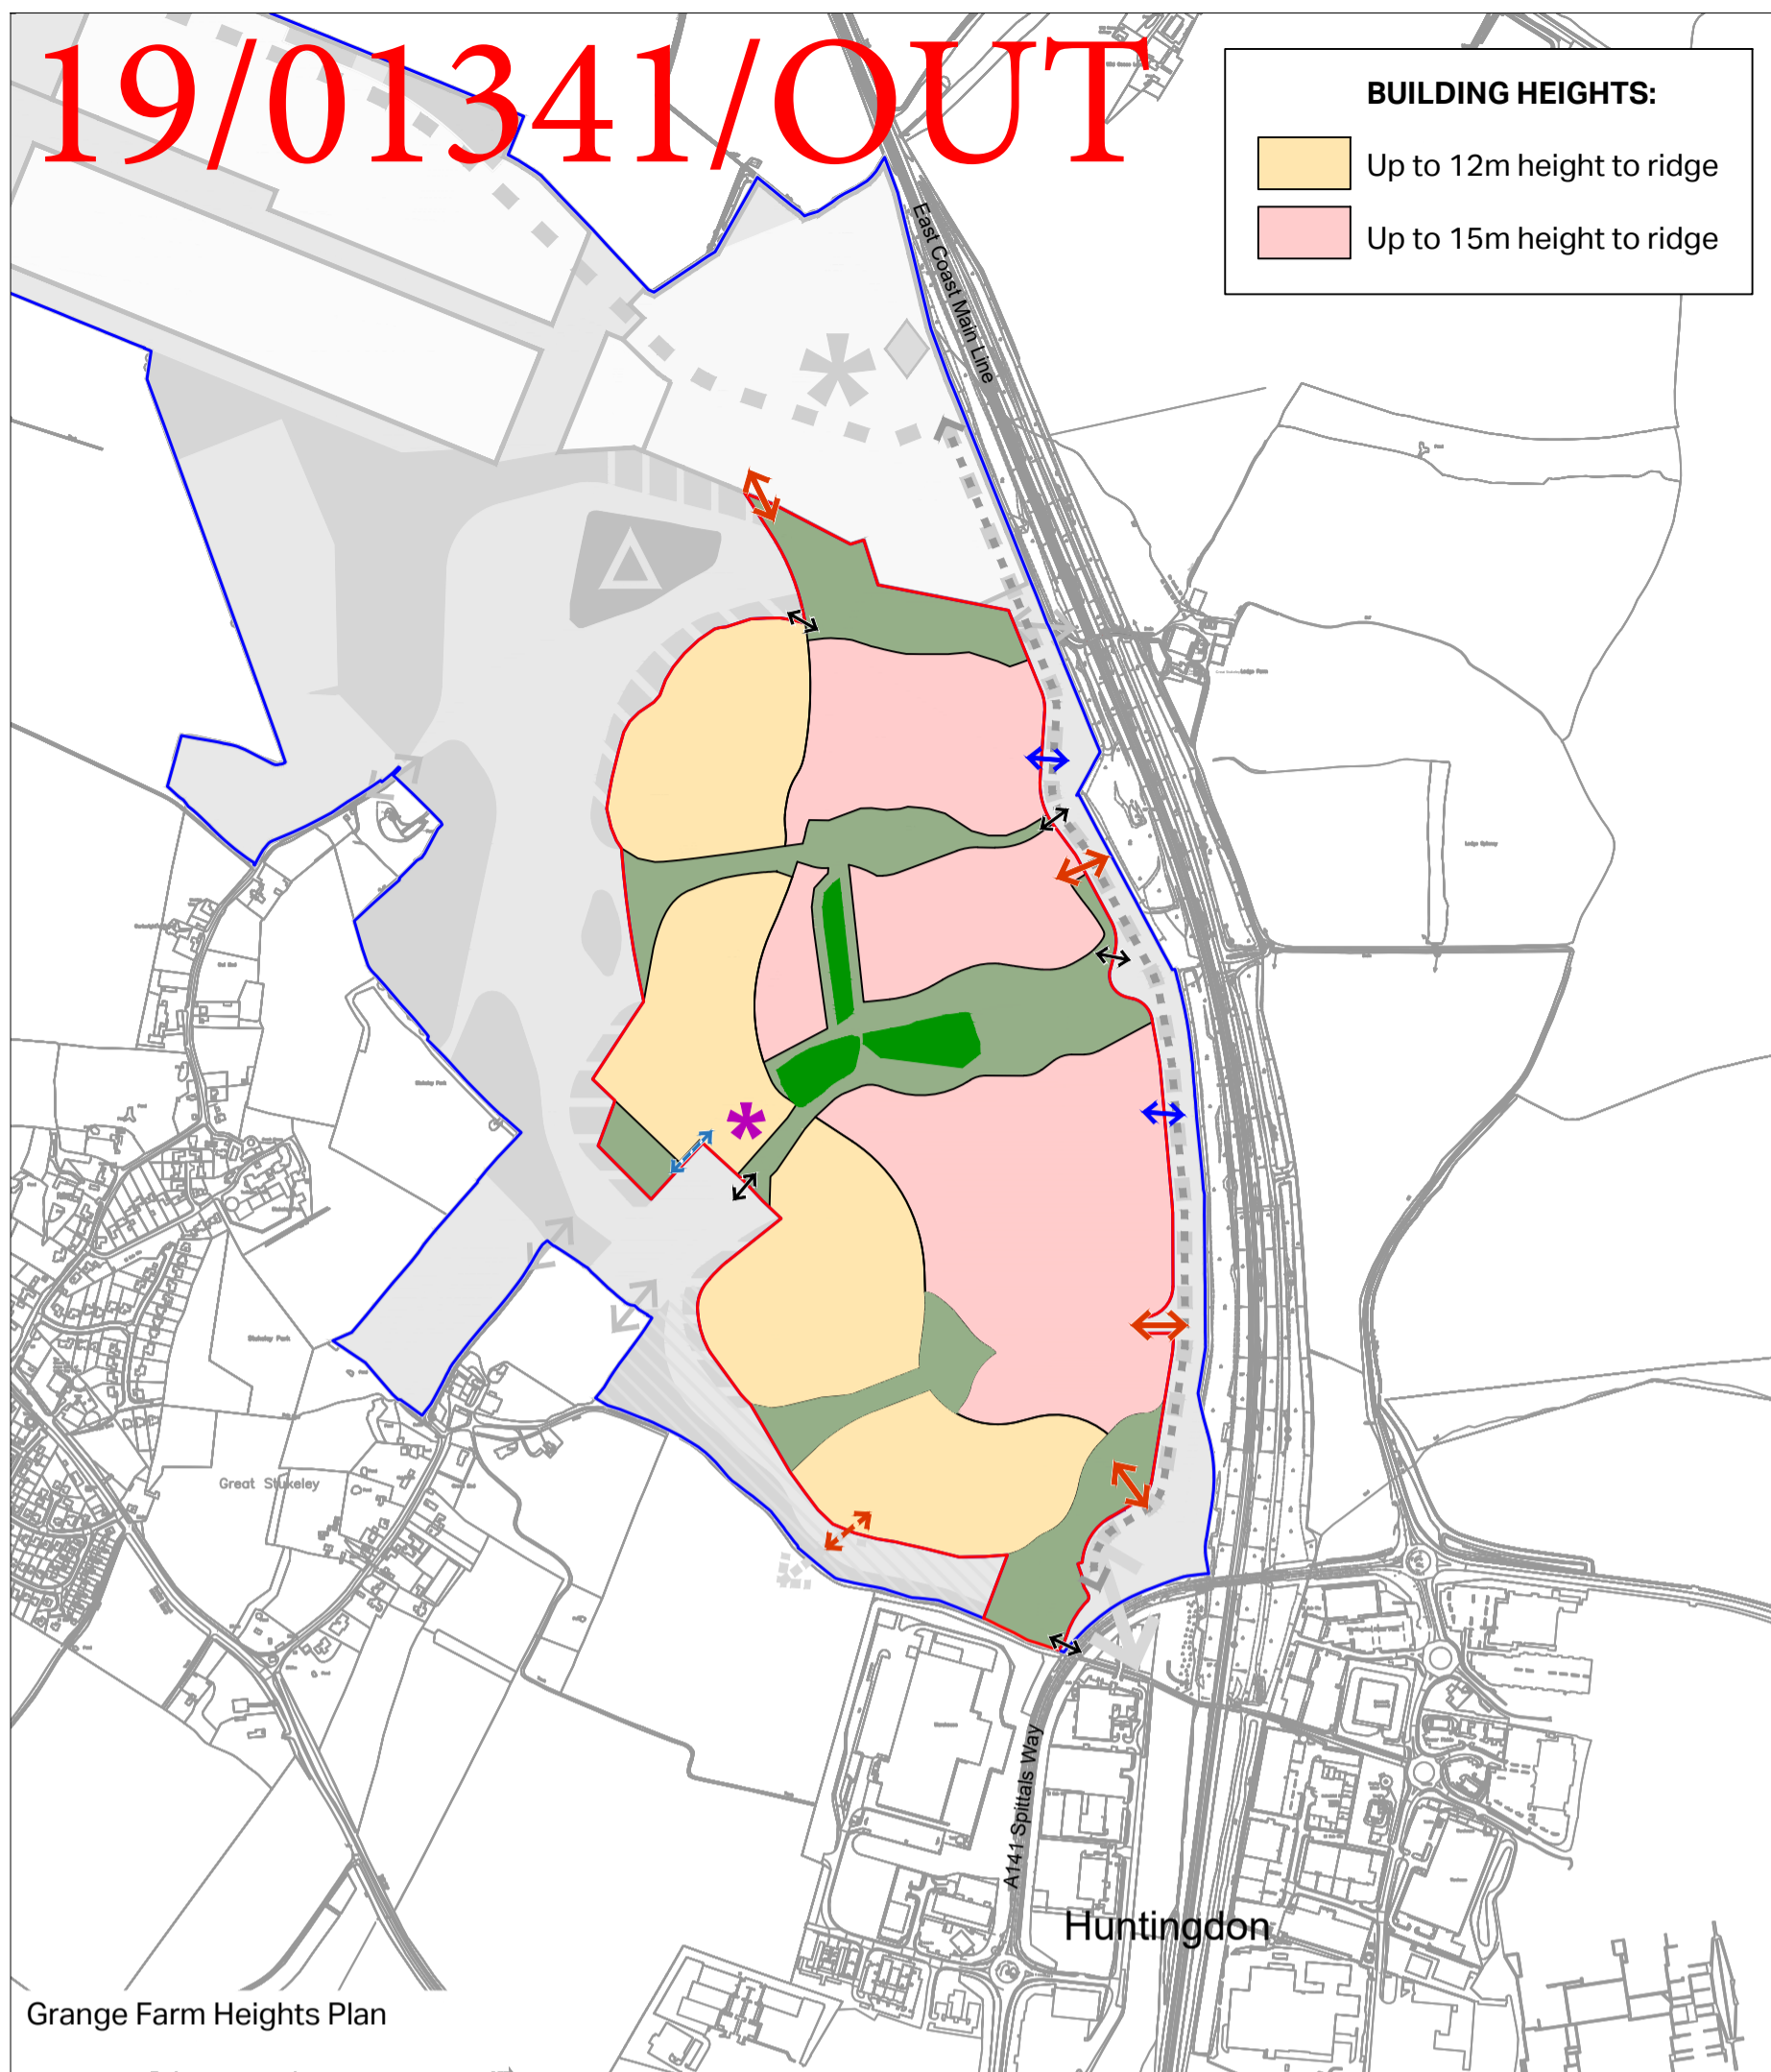 19/01341/OUT
BUILDING HEIGHTS:
Up to 12m height to ridge
Up to 15m height to ridge
East Coast Main Line
Great Stukeley
A141 Spittals Way
Huntingdon
Grange Farm Heights Plan